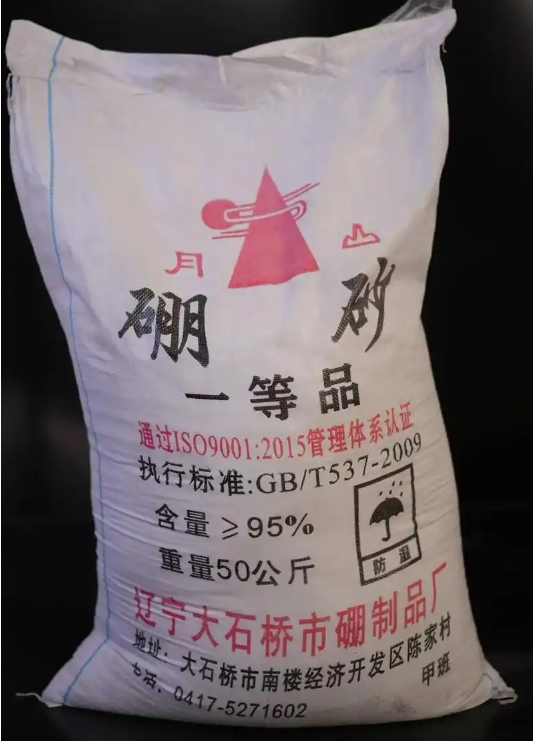 月 山
硼 砂
一等品
通过ISO9001:2015管理体系认证
执行标准:GB/T537-2009
含量≥95%
重量50公斤
防湿
辽宁大石桥市硼制品厂
地址：大石桥市南楼经济开发区陈家村
电话：0417-5271602
甲班